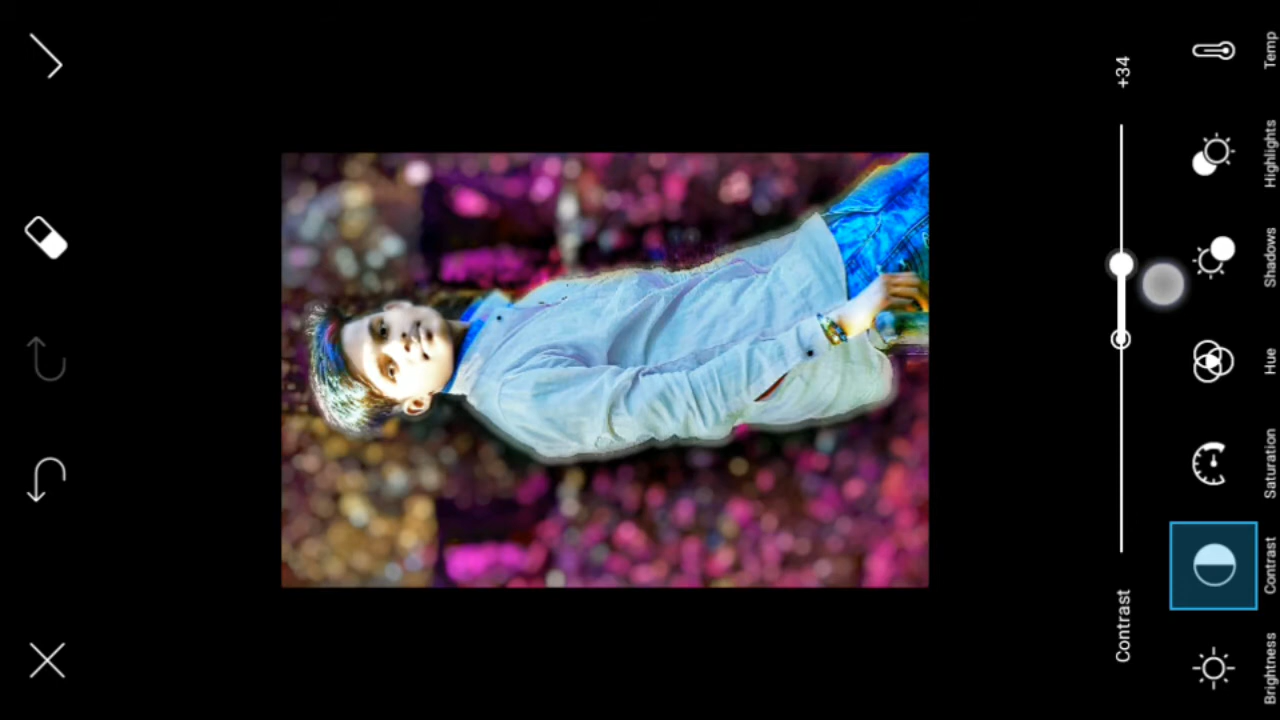 Contrast
+34
Brightness
Contrast
Saturation
Hue
Shadows
Highlights
Temp